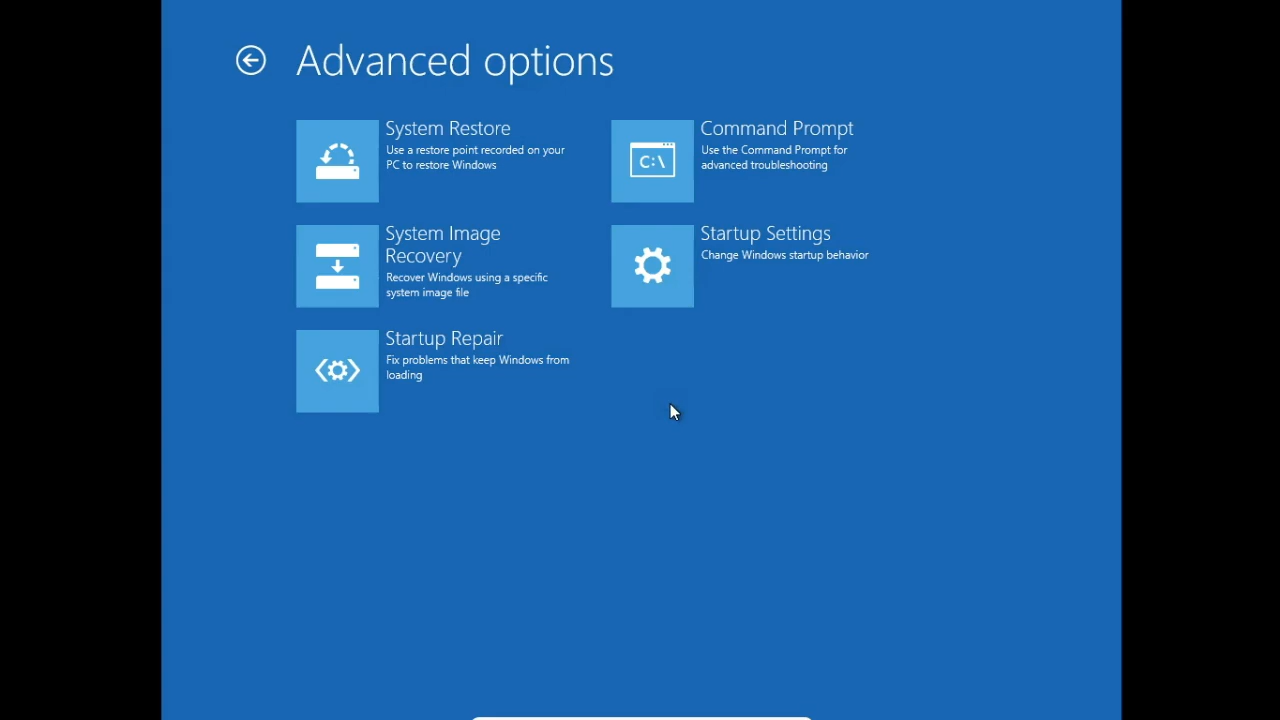 Advanced options
System Restore
Use a restore point recorded on your
PC to restore Windows
System Image
Recovery
Recover Windows using a specific
system image file
Startup Repair
Fix problems that keep Windows from
loading
C:\
Command Prompt
Use the Command Prompt for
advanced troubleshooting
Startup Settings
Change Windows startup behavior